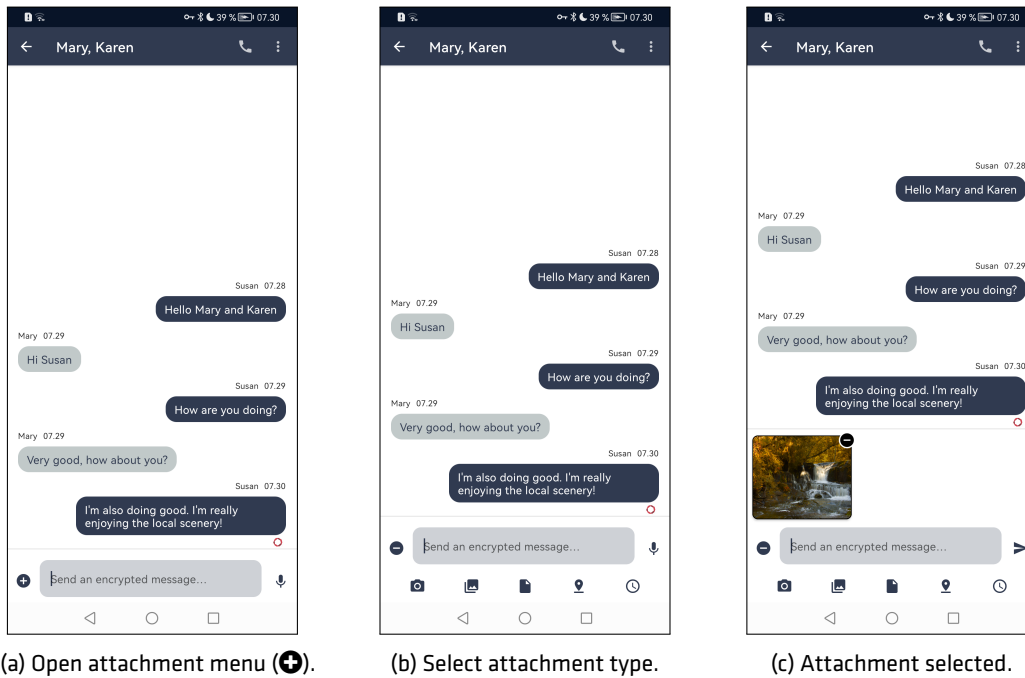 39 % 07.30
Mary, Karen
Susan 07.28
Hello Mary and Karen
Mary 07.29
Hi Susan
Susan 07.29
How are you doing?
Mary 07.29
Very good, how about you?
Susan 07.30
I'm also doing good. I'm really
enjoying the local scenery!
Send an encrypted message...
(a) Open attachment menu (+).
39 % 07.30
Mary, Karen
Susan 07.28
Hello Mary and Karen
Mary 07.29
Hi Susan
Susan 07.29
How are you doing?
Mary 07.29
Very good, how about you?
Susan 07.30
I'm also doing good. I'm really
enjoying the local scenery!
Send an encrypted message...
(b) Select attachment type.
39 % 07.30
Mary, Karen
Susan 07.28
Hello Mary and Karen
Mary 07.29
Hi Susan
Susan 07.29
How are you doing?
Mary 07.29
Very good, how about you?
Susan 07.30
I'm also doing good. I'm really
enjoying the local scenery!
Send an encrypted message...
(c) Attachment selected.